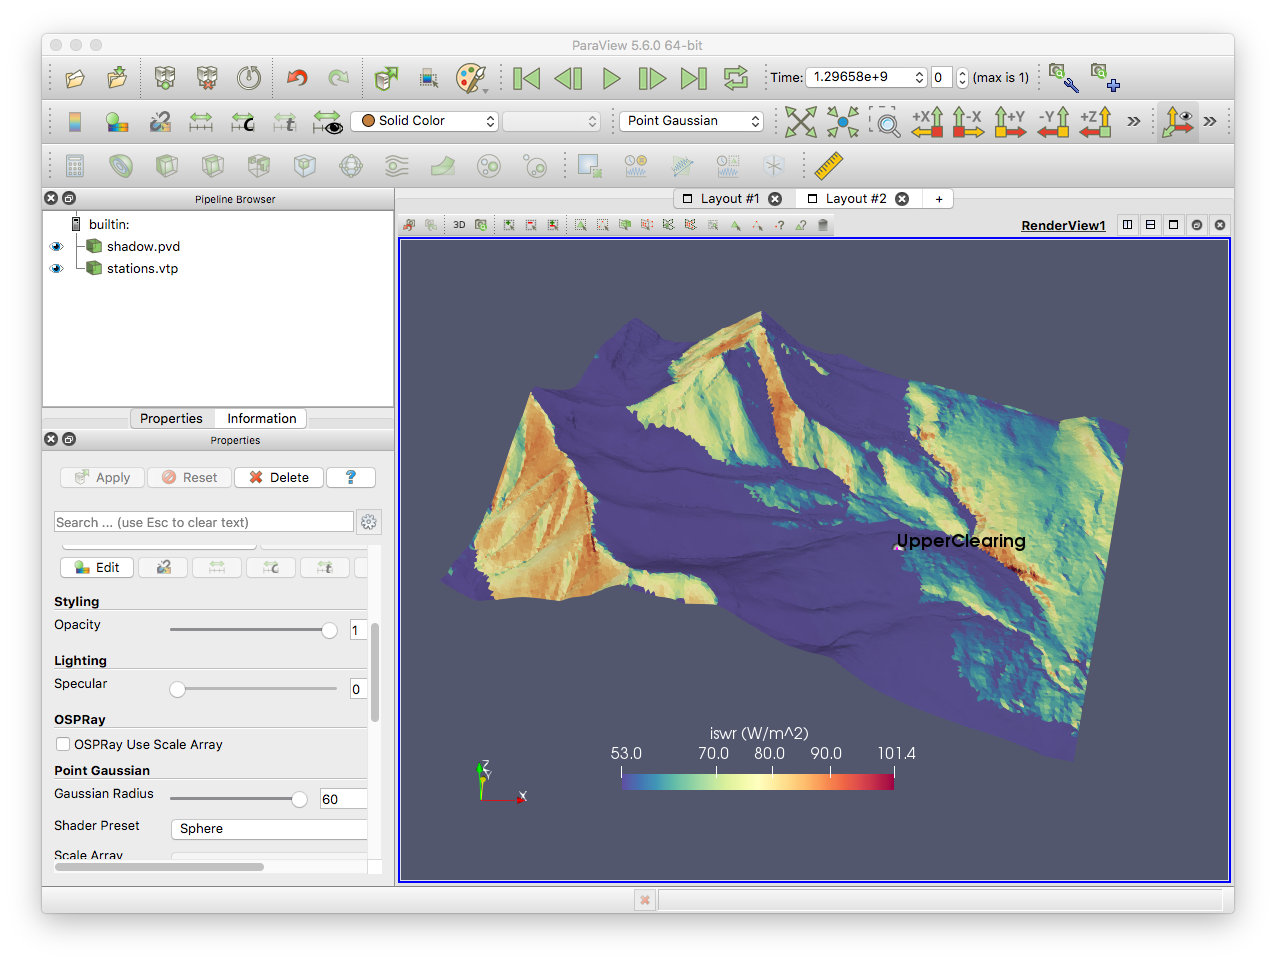 ParaView 5.6.0 64-bit
Time: 1.29658e+9 0 (max is 1)
Solid Color Point Gaussian +X -X +Y -Y +Z
Pipeline Browser
Layout #1 Layout #2 +
builtin:
shadow.pvd
stations.vtp
3D RenderView1
Properties Information
Properties
Apply Reset Delete ?
Search ... (use Esc to clear text)
Edit
Styling
Opacity 1
Lighting
Specular 0
OSPRay
OSPRay Use Scale Array
Point Gaussian
Gaussian Radius 60
Shader Preset Sphere
Scale Array
UpperClearing
iswr (W/m^2)
53.0 70.0 80.0 90.0 101.4
Z
Y
X